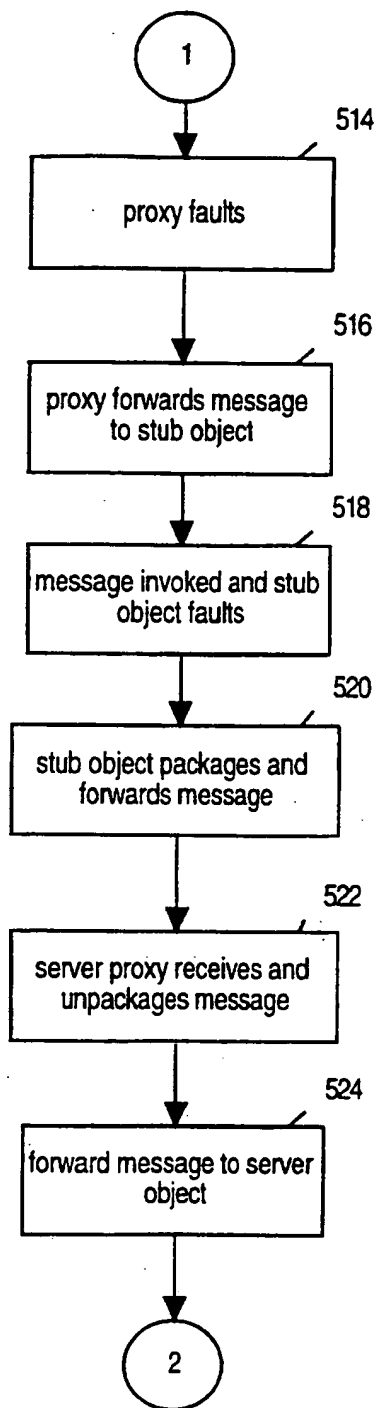 1
514
proxy faults
516
proxy forwards message
to stub object
518
message invoked and stub
object faults
520
stub object packages and
forwards message
522
server proxy receives and
unpackages message
524
forward message to server
object
2